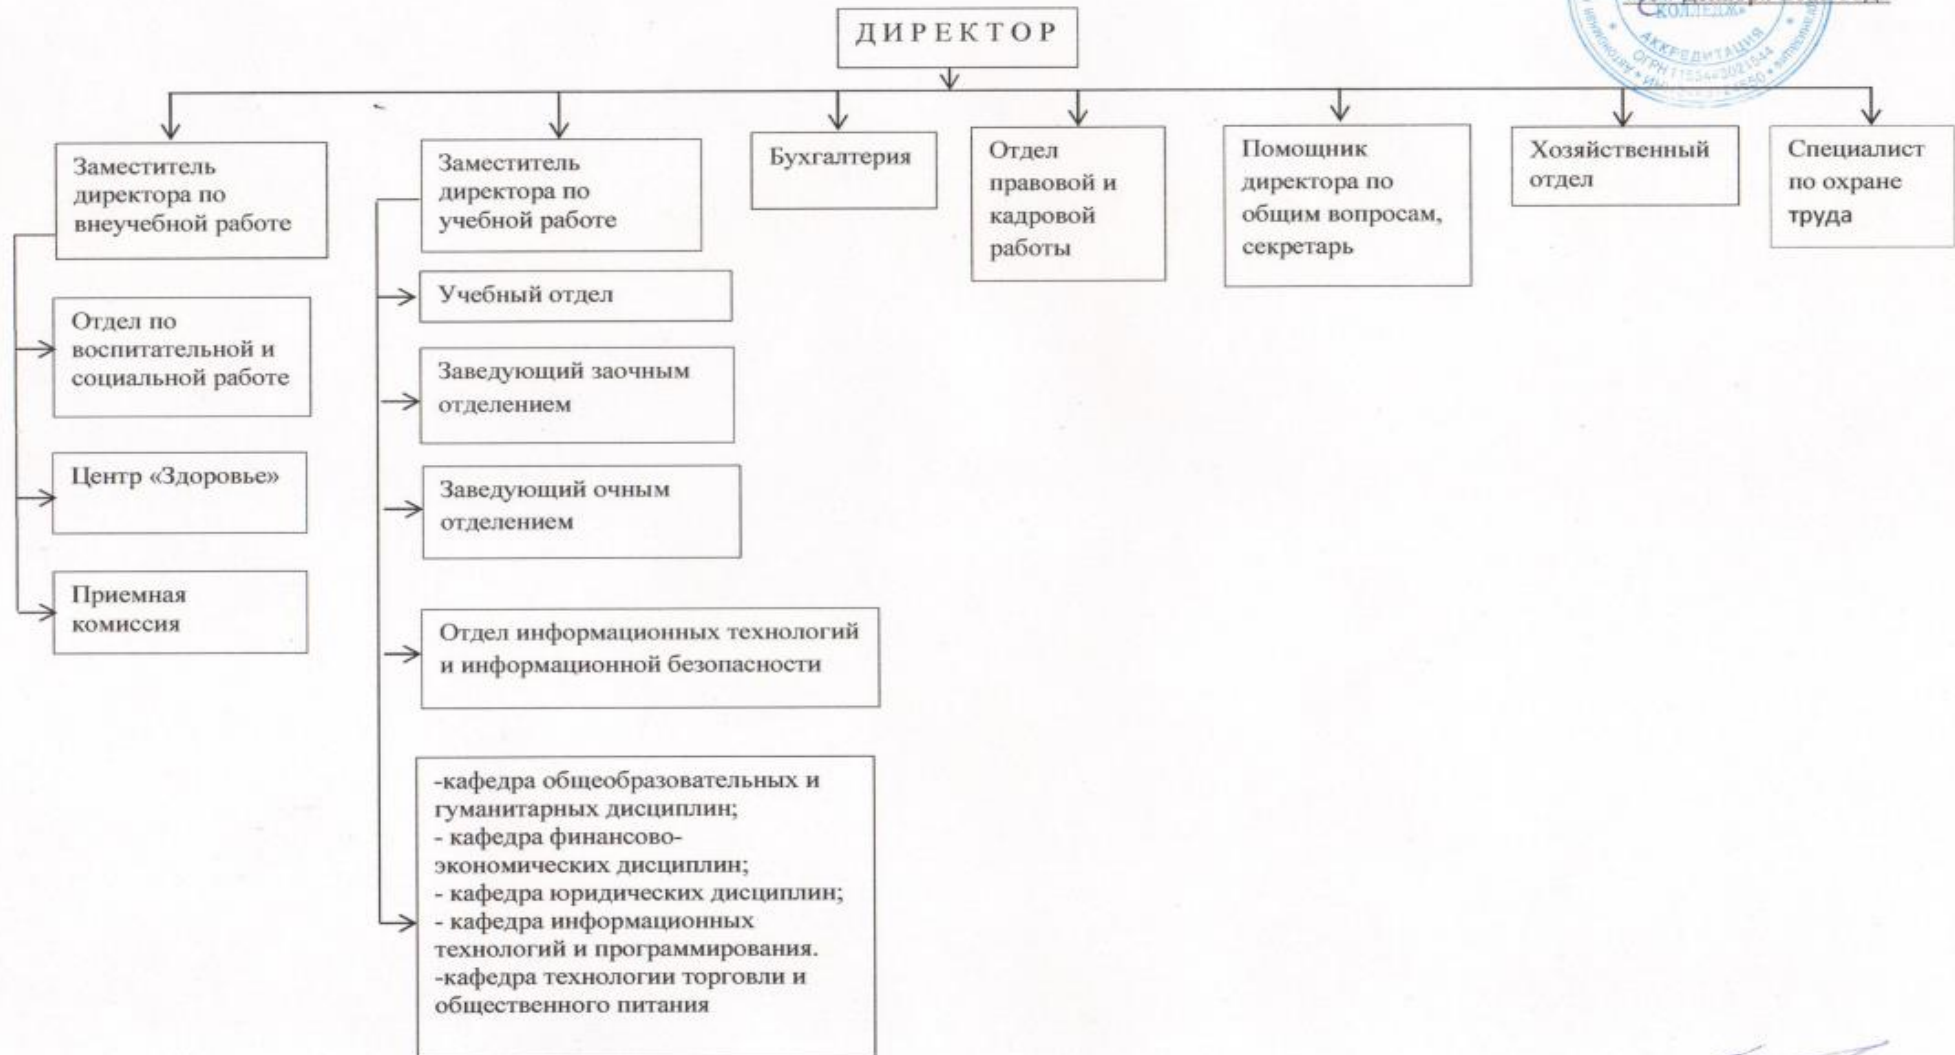 ДИРЕКТОР
КОЛЛЕДЖ»
АККРЕДИТАЦИЯ
Заместитель
директора по
внеучебной работе
Заместитель
директора по
учебной работе
Бухгалтерия
Отдел
правовой и
кадровой
работы
Помощник
директора по
общим вопросам,
секретарь
Хозяйственный
отдел
Специалист
по охране
труда
Отдел по
воспитательной и
социальной работе
Центр «Здоровье»
Приемная
комиссия
Учебный отдел
Заведующий заочным
отделением
Заведующий очным
отделением
Отдел информационных технологий
и информационной безопасности
-кафедра общеобразовательных и
гуманитарных дисциплин;
- кафедра финансово-
экономических дисциплин;
- кафедра юридических дисциплин;
- кафедра информационных
технологий и программирования.
-кафедра технологии торговли и
общественного питания